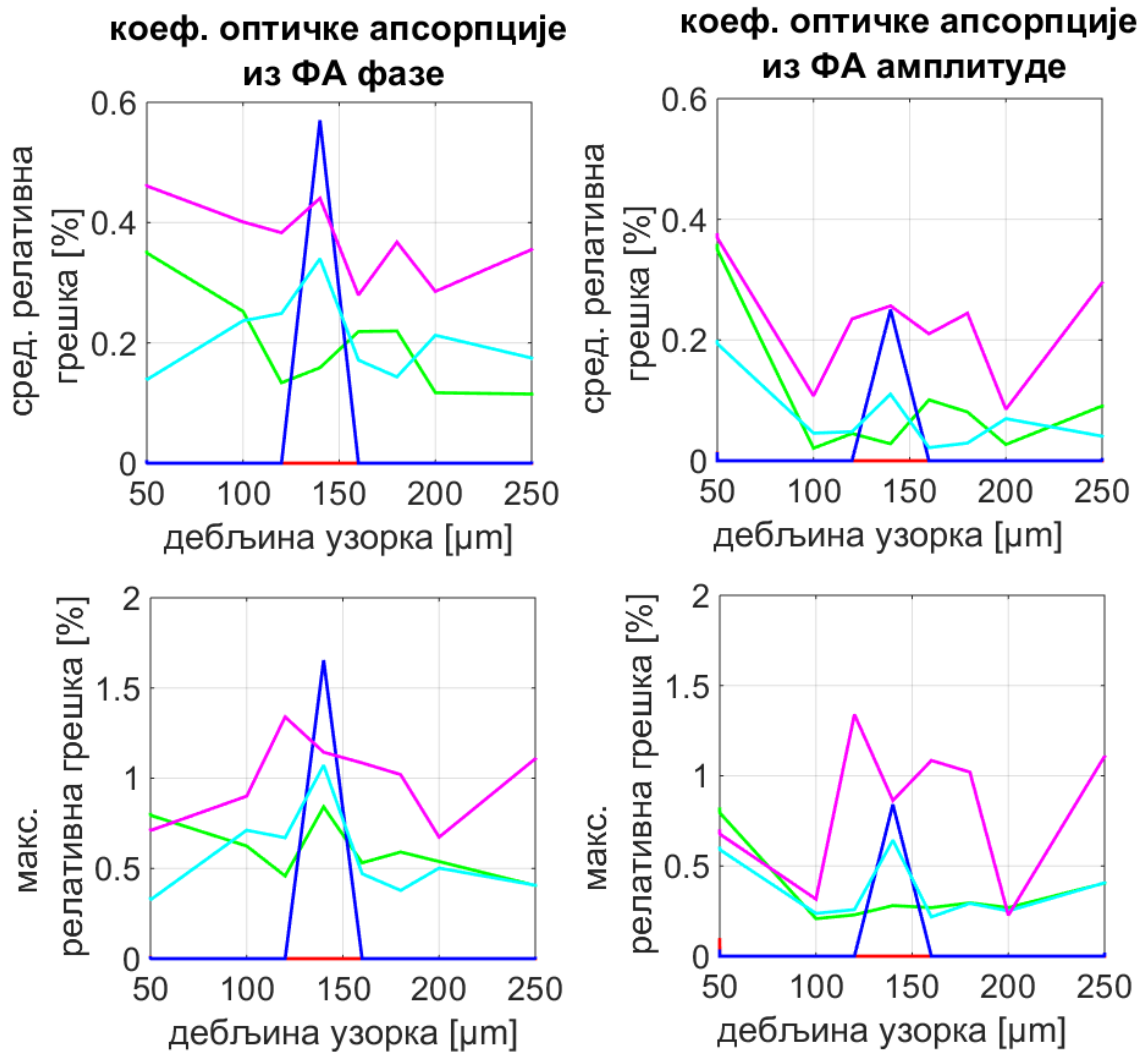 коеф. оптичке апсорпције
из ФА фазе
сред. релативна
грешка [%]
0.6
0.4
0.2
0
50 100 150 200 250
дебљина узорка [µm]
коеф. оптичке апсорпције
из ФА амплитуде
сред. релативна
грешка [%]
0.6
0.4
0.2
0
50 100 150 200 250
дебљина узорка [µm]
макс.
релативна грешка [%]
2
1.5
1
0.5
0
50 100 150 200 250
дебљина узорка [µm]
макс.
релативна грешка [%]
2
1.5
1
0.5
0
50 100 150 200 250
дебљина узорка [µm]